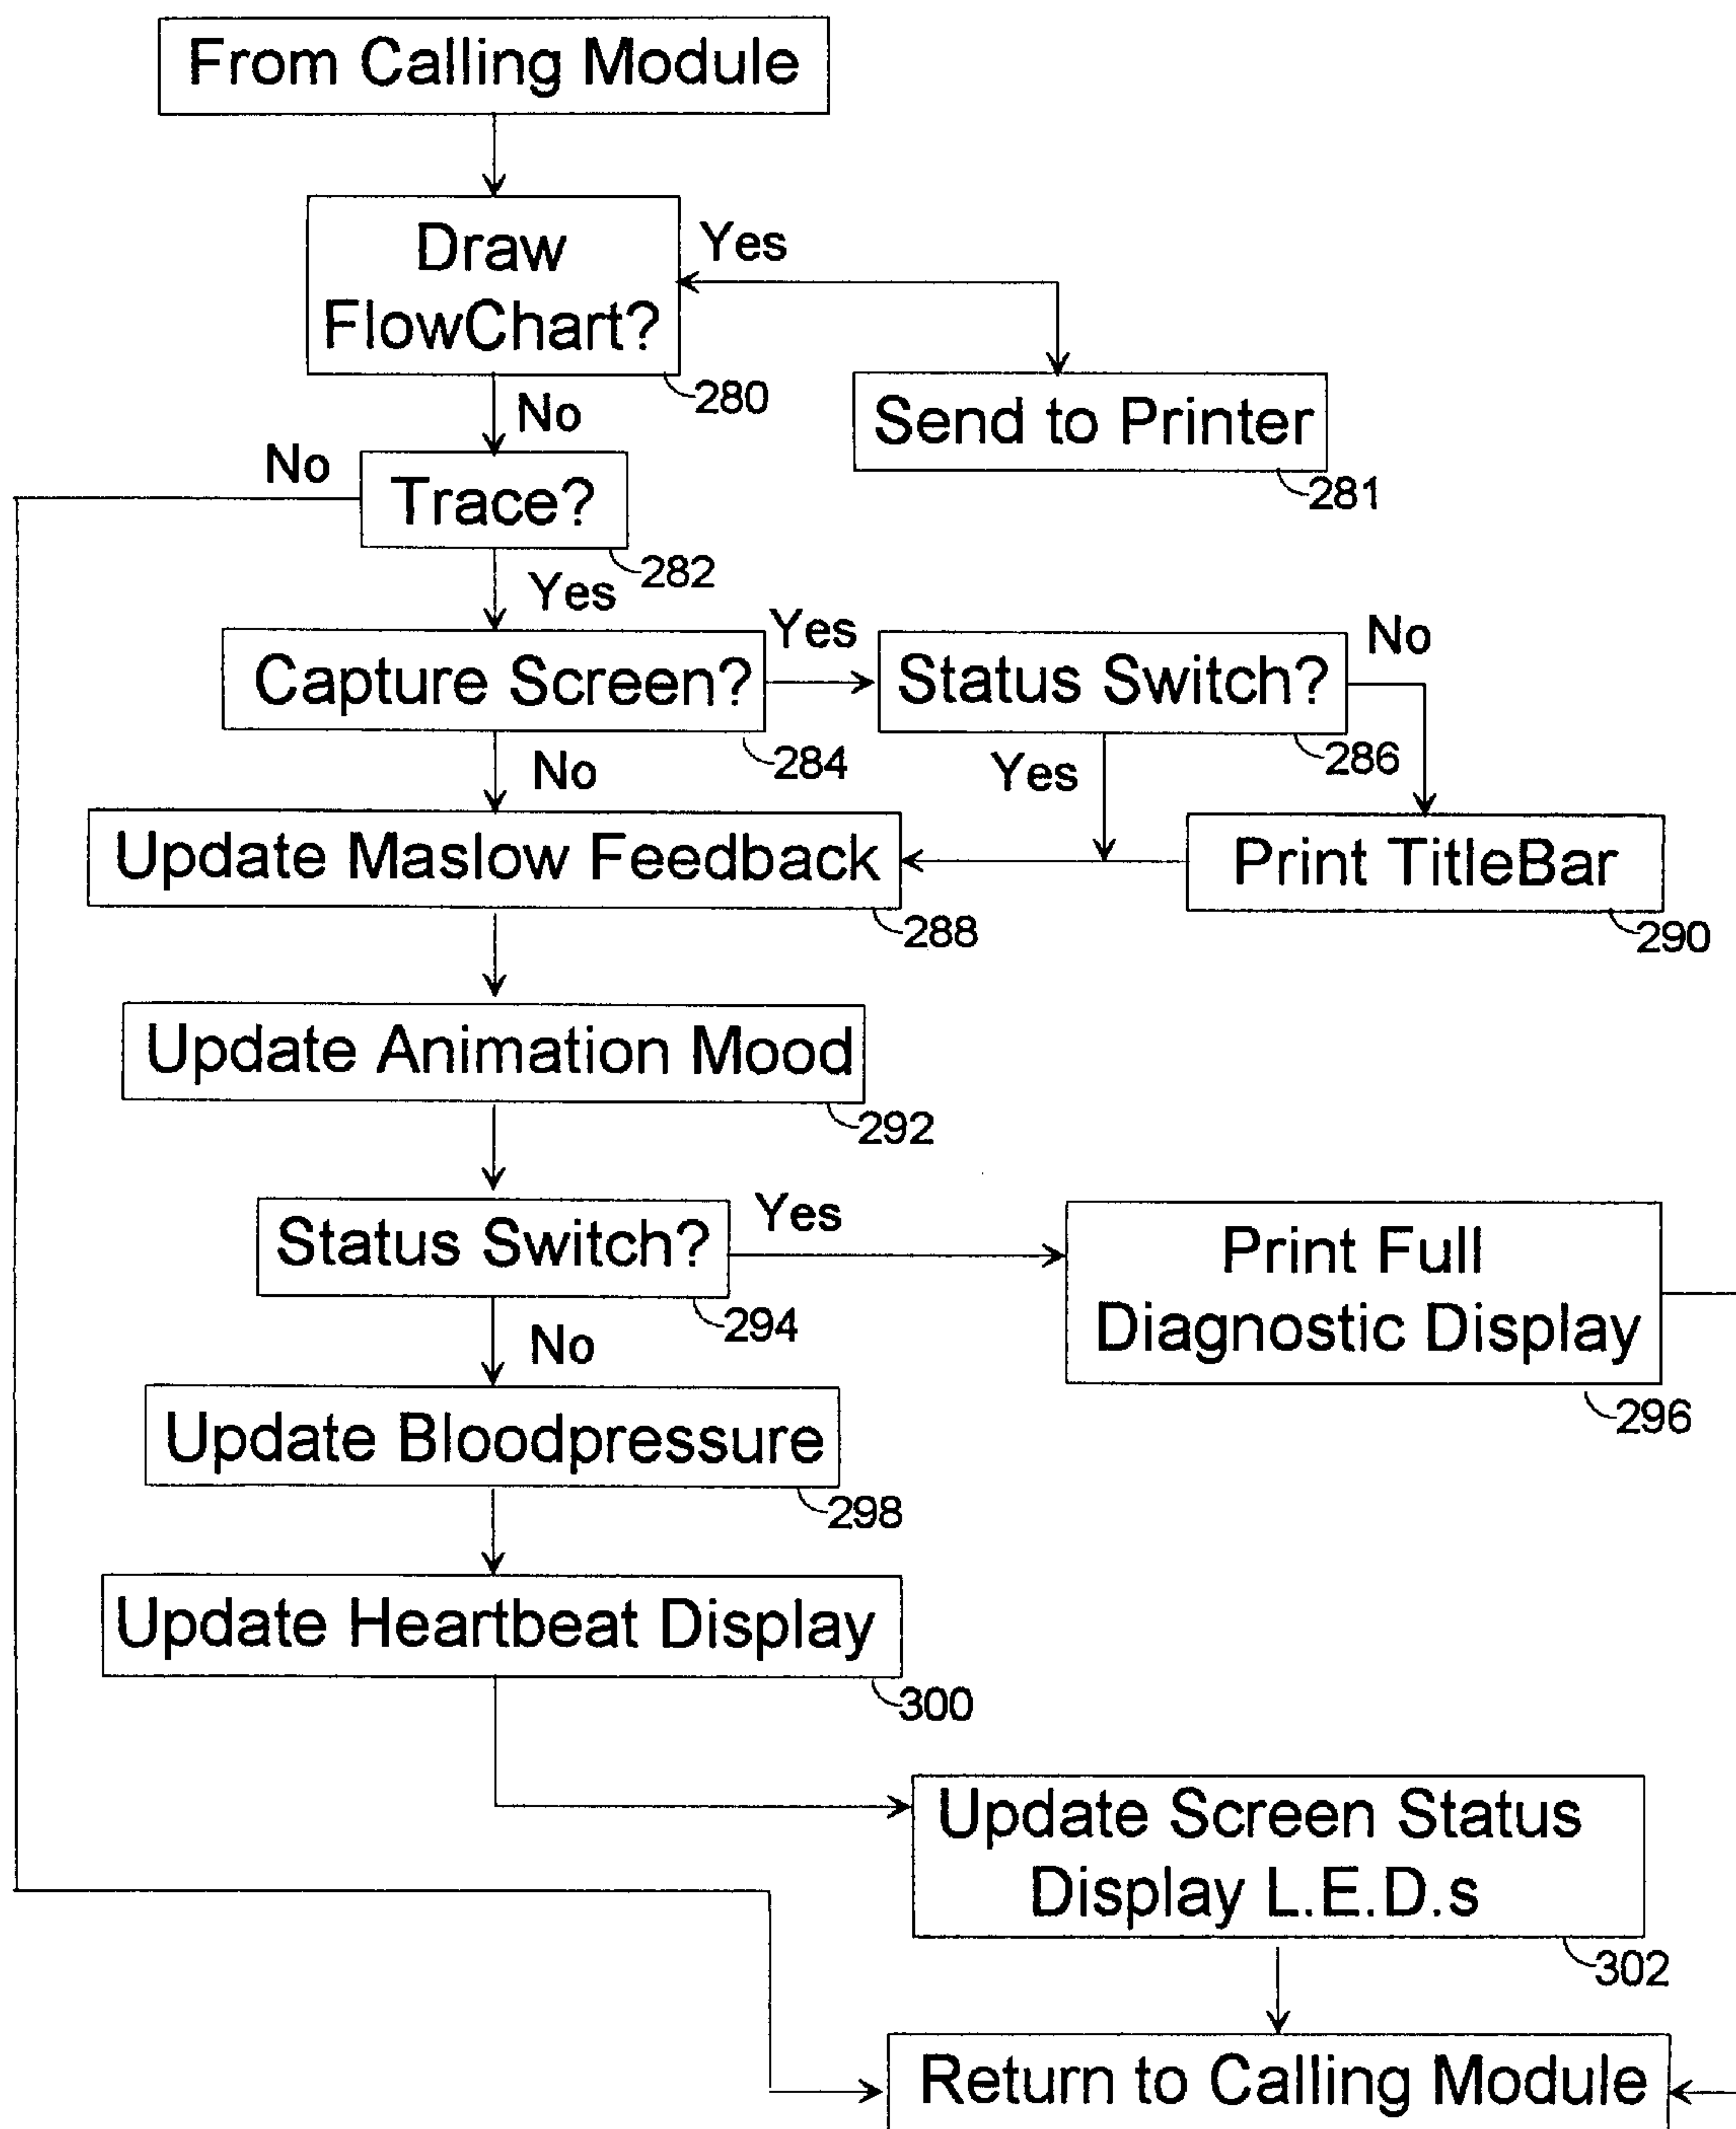 From Calling Module
Draw
FlowChart?
Yes
280
No
Send to Printer
281
No
Trace?
282
Yes
Capture Screen?
284
Yes
Status Switch?
286
No
No
Yes
Update Maslow Feedback
288
Print TitleBar
290
Update Animation Mood
292
Status Switch?
294
Yes
Print Full
Diagnostic Display
296
No
Update Bloodpressure
298
Update Heartbeat Display
300
Update Screen Status
Display L.E.D.s
302
Return to Calling Module